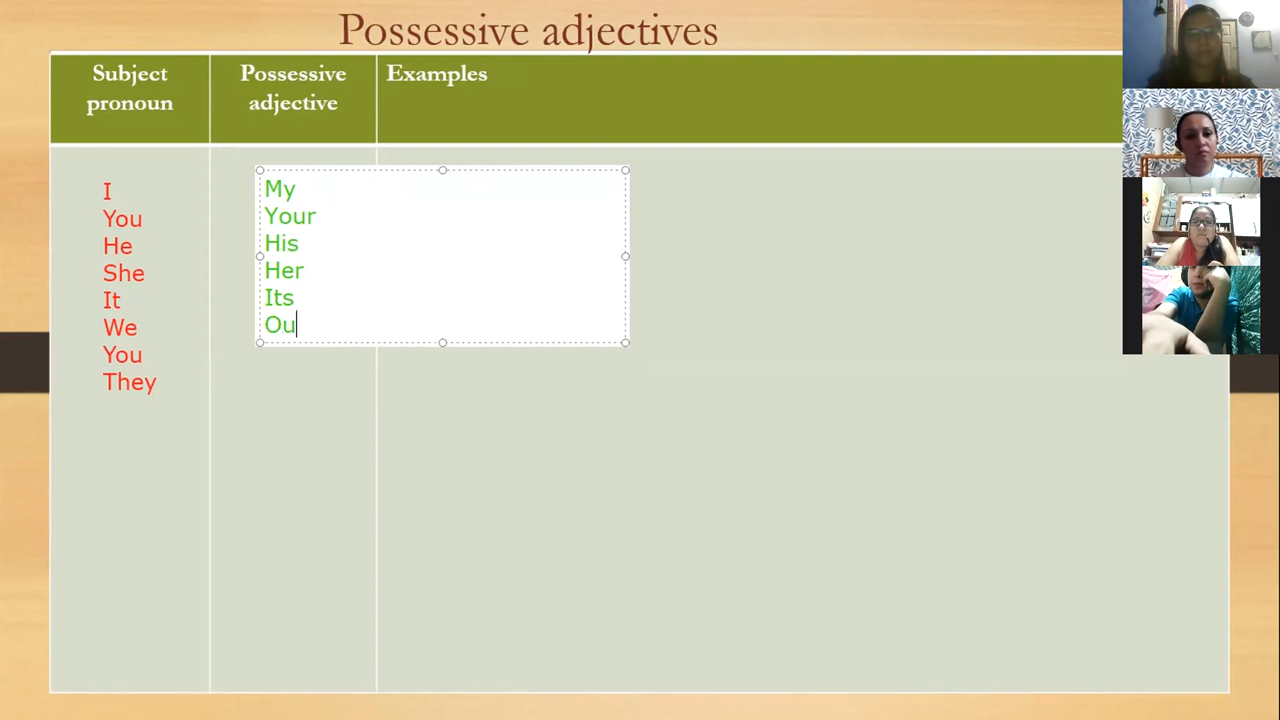 Possessive adjectives
Subject pronoun
Possessive adjective
Examples
I
You
He
She
It
We
You
They
My
Your
His
Her
Its
Ou